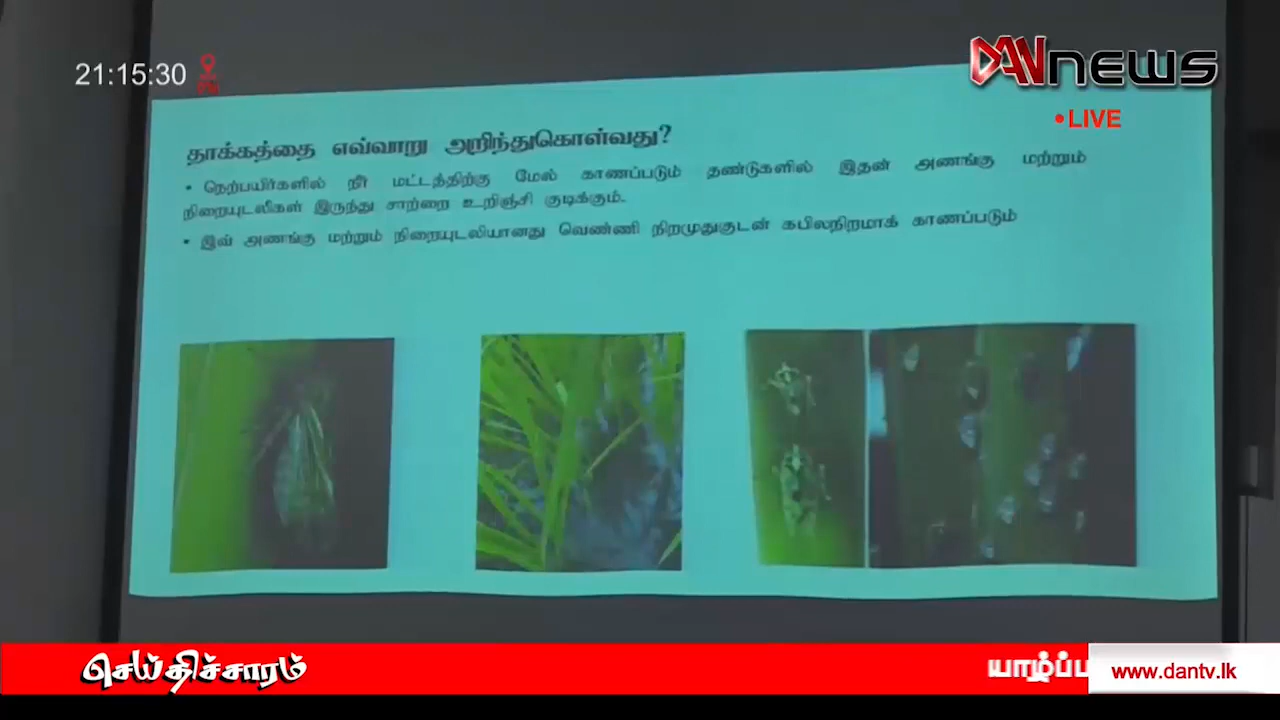 21:15:30
DAN news
•LIVE
தாக்கத்தை எவ்வாறு அறிந்துகொள்வது?
• நெற்பயிர்களில் நீர் மட்டத்திற்கு மேல் காணப்படும் தண்டுகளில் இதன் அணங்கு மற்றும்
நிறையுடலிகள் இருந்து சாற்றை உறிஞ்சி குடிக்கும்.
• இவ் அணங்கு மற்றும் நிறையுடலியானது வெண்ணி நிறமுதுகுடன் கபிலநிறமாக் காணப்படும்
செய்திச்சாரம்
யாழ்ப்ப
www.dantv.lk